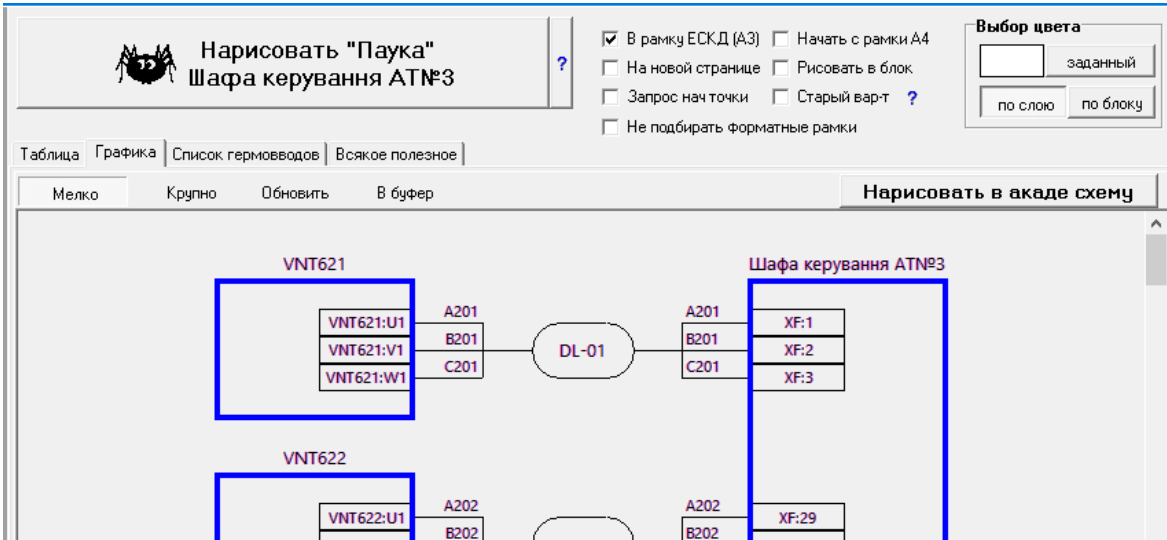 Нарисовать "Паука"
Шафа керування АТ№3
?
В рамку ЕСКД (А3)
Начать с рамки А4
На новой странице
Рисовать в блок
Запрос нач точки
Старый вар-т ?
Не подбирать форматные рамки
Выбор цвета
заданный
по слою
по блоку
Таблица
Графика
Список гермовводов
Всякое полезное
Мелко
Крупно
Обновить
В буфер
Нарисовать в акаде схему
VNT621
Шафа керування АТ№3
VNT621:U1
A201
A201
XF:1
VNT621:V1
B201
DL-01
B201
XF:2
VNT621:W1
C201
C201
XF:3
VNT622
VNT622:U1
A202
A202
XF:29
B202
B202